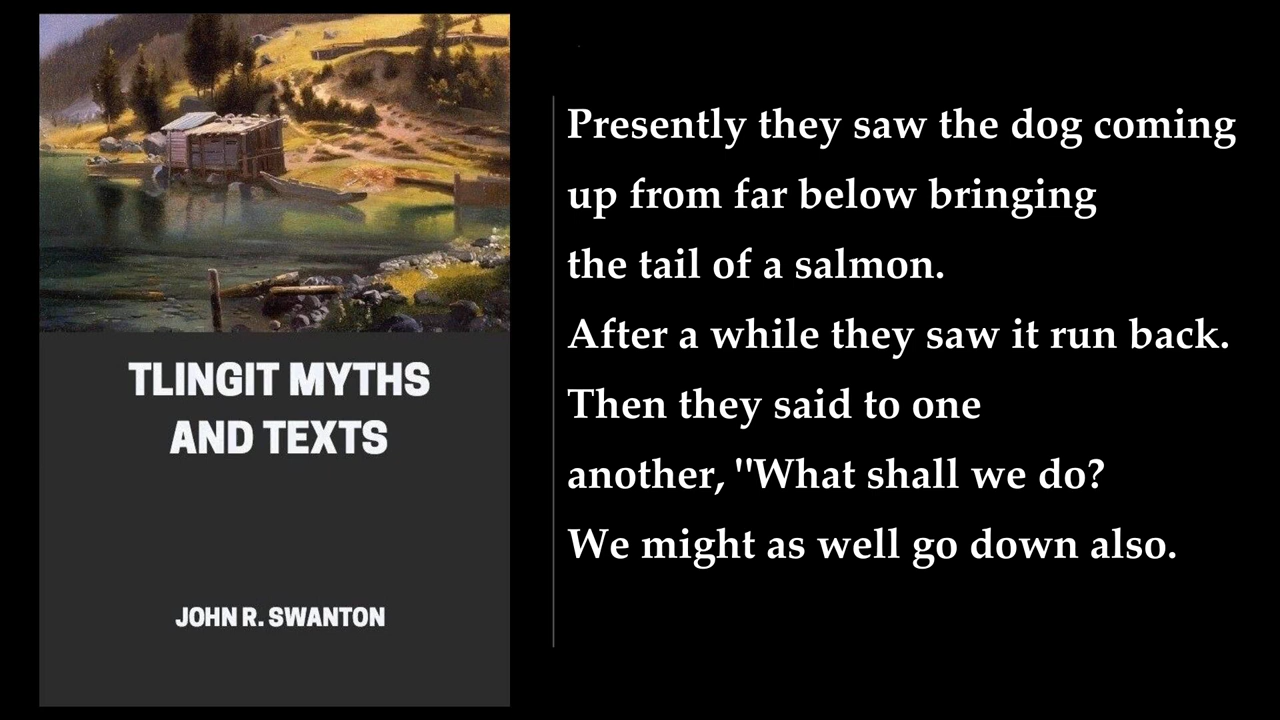 TLINGIT MYTHS
AND TEXTS
JOHN R. SWANTON
Presently they saw the dog coming
up from far below bringing
the tail of a salmon.
After a while they saw it run back.
Then they said to one
another, "What shall we do?
We might as well go down also.